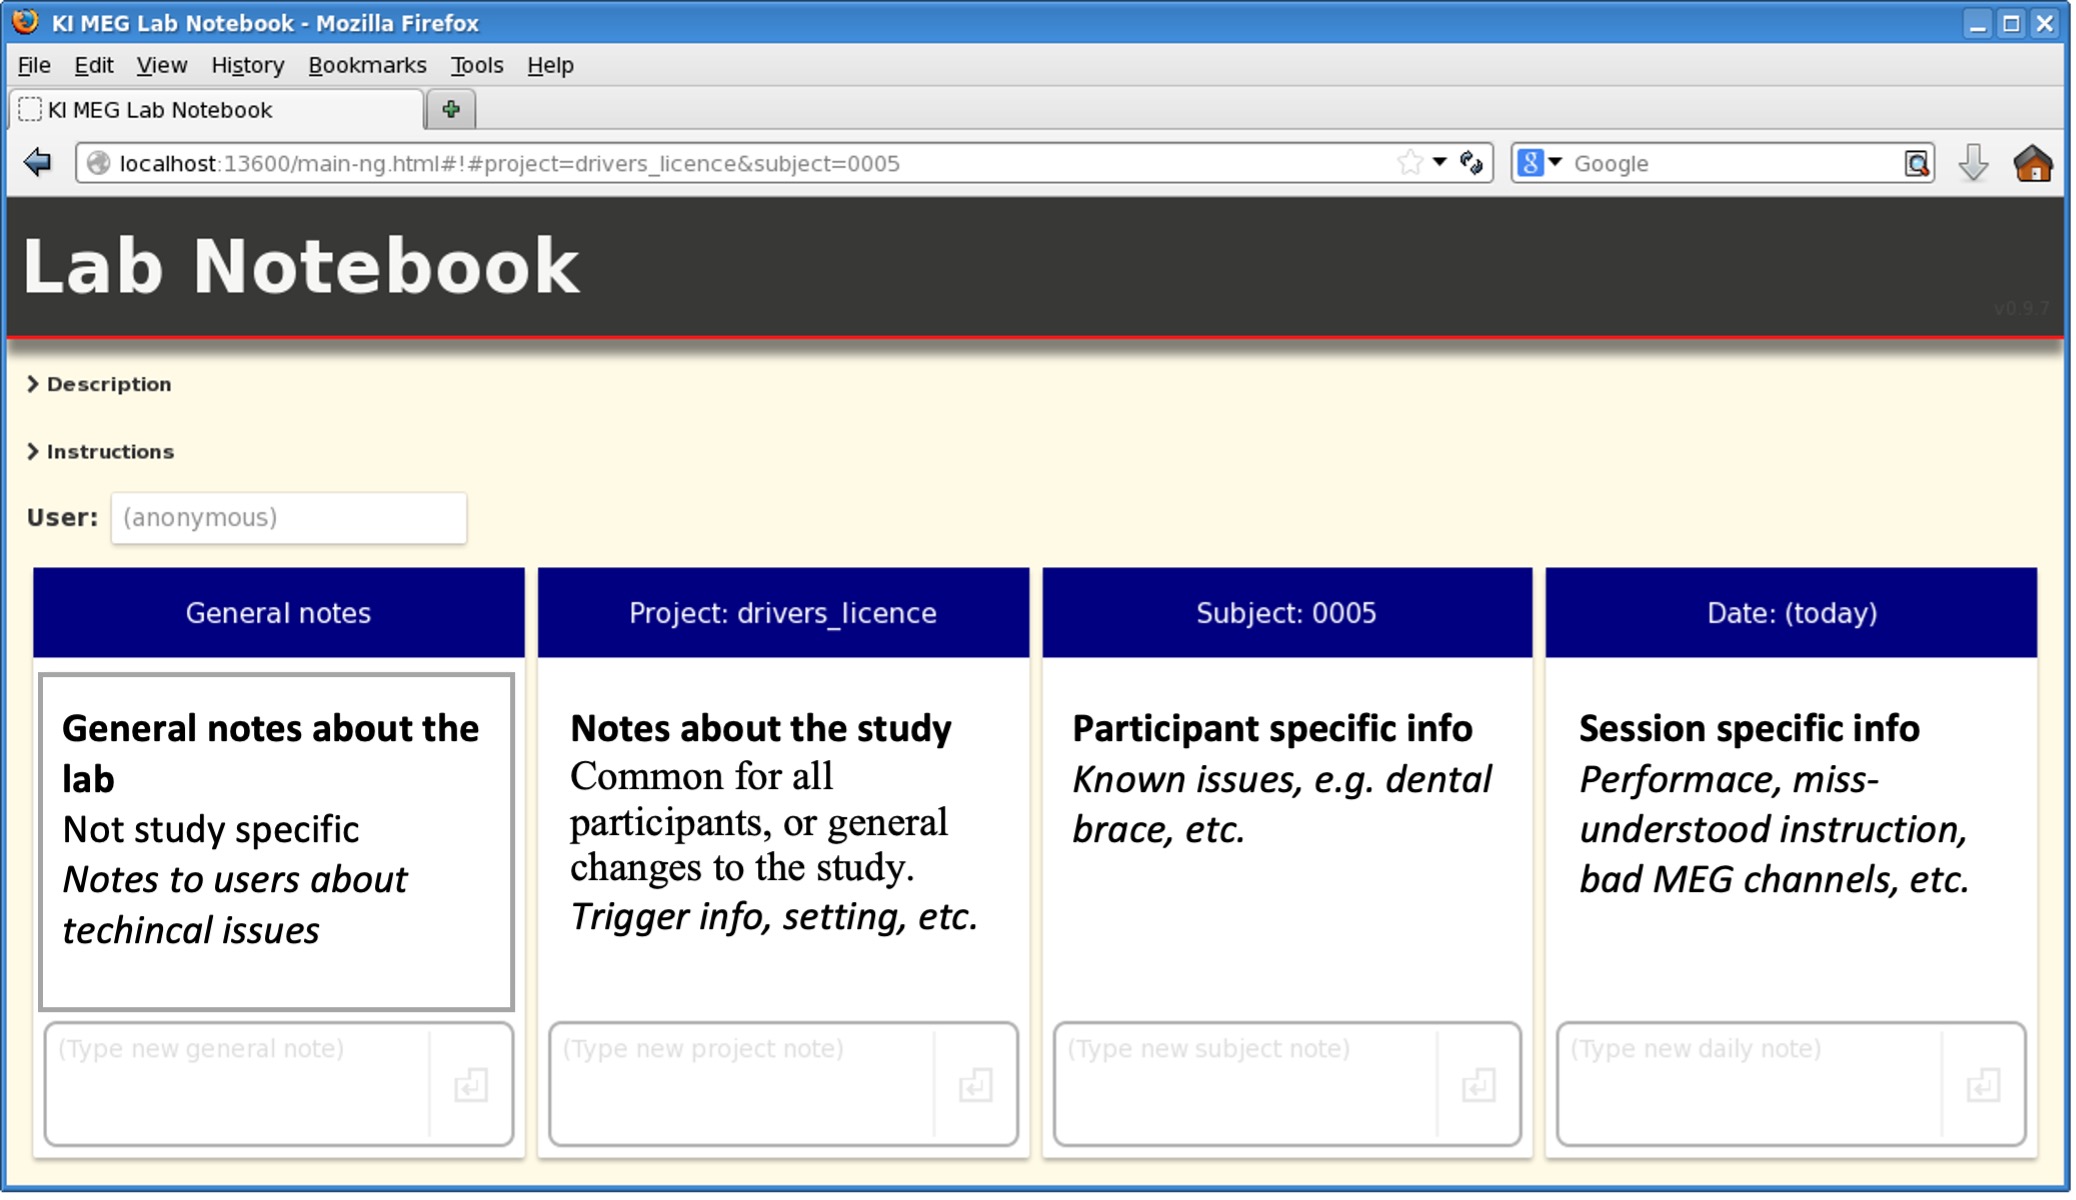 KI MEG Lab Notebook - Mozilla Firefox
File Edit View History Bookmarks Tools Help
KI MEG Lab Notebook
localhost:13600/main-ng.html#!#project=drivers_licence&subject=0005
8 Google
Lab Notebook
v0.9.7
Description
Instructions
User: (anonymous)
General notes
General notes about the
lab
Not study specific
Notes to users about
techincal issues
(Type new general note)
Project: drivers_licence
Notes about the study
Common for all
participants, or general
changes to the study.
Trigger info, setting, etc.
(Type new project note)
Subject: 0005
Participant specific info
Known issues, e.g. dental
brace, etc.
(Type new subject note)
Date: (today)
Session specific info
Performace, miss-
understood instruction,
bad MEG channels, etc.
(Type new daily note)